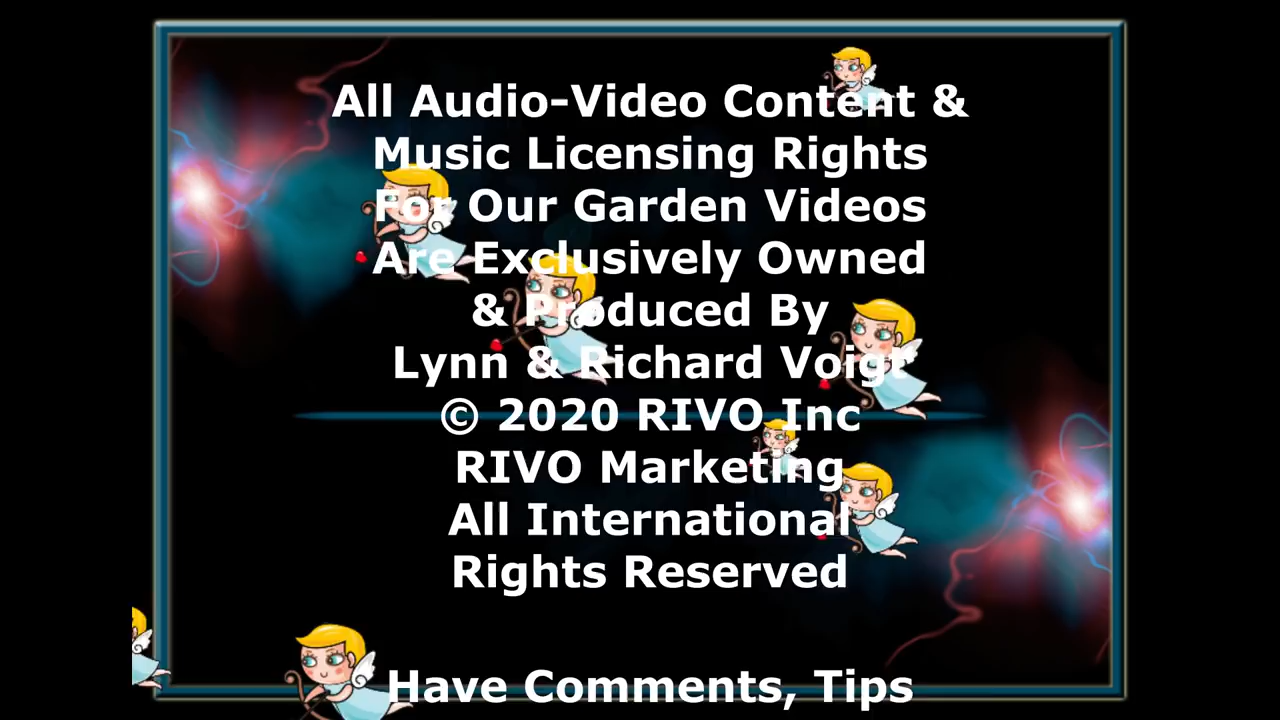 All Audio-Video Content &
Music Licensing Rights
For Our Garden Videos
Are Exclusively Owned
& Produced By
Lynn & Richard Voigt
© 2020 RIVO Inc
RIVO Marketing
All International
Rights Reserved
Have Comments, Tips